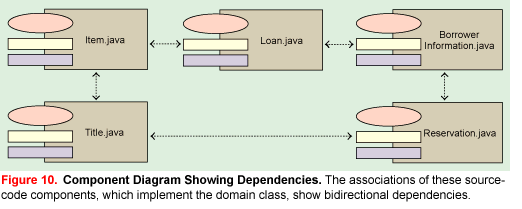 Item.java
Loan.java
Borrower
Information.java
Title.java
Reservation.java
Figure 10. Component Diagram Showing Dependencies. The associations of these source-
code components, which implement the domain class, show bidirectional dependencies.